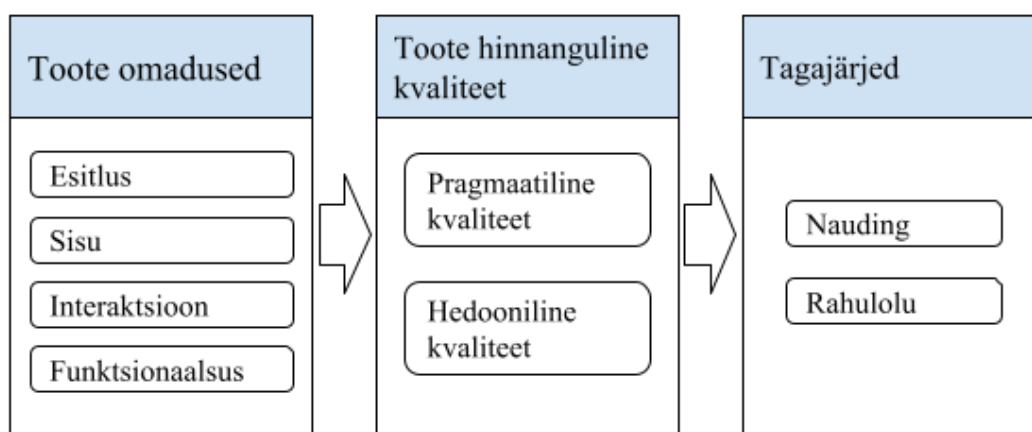 Toote omadused
Esitlus
Sisu
Interaktsioon
Funktsionaalsus
Toote hinnanguline
kvaliteet
Pragmaatiline
kvaliteet
Hedooniline
kvaliteet
Tagajärjed
Nauding
Rahulolu